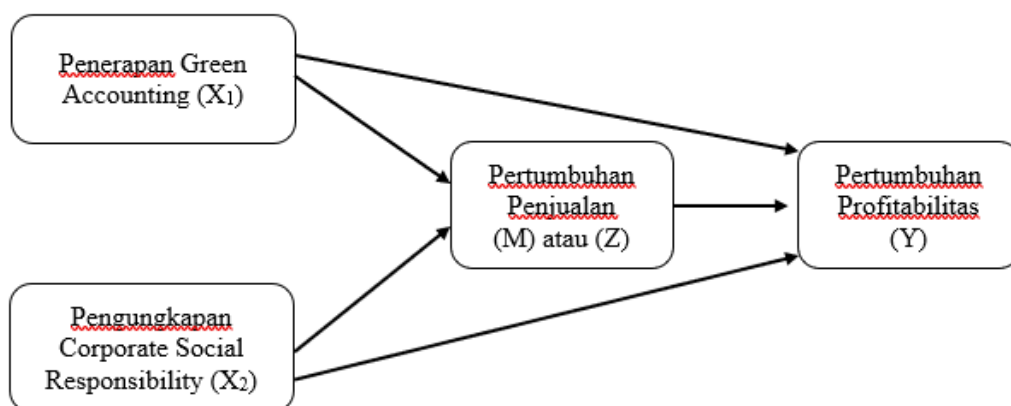 Penerapan Green
Accounting (X₁)
Pertumbuhan
Penjualan
(M) atau (Z)
Pertumbuhan
Profitabilitas
(Y)
Pengungkapan
Corporate Social
Responsibility (X₂)